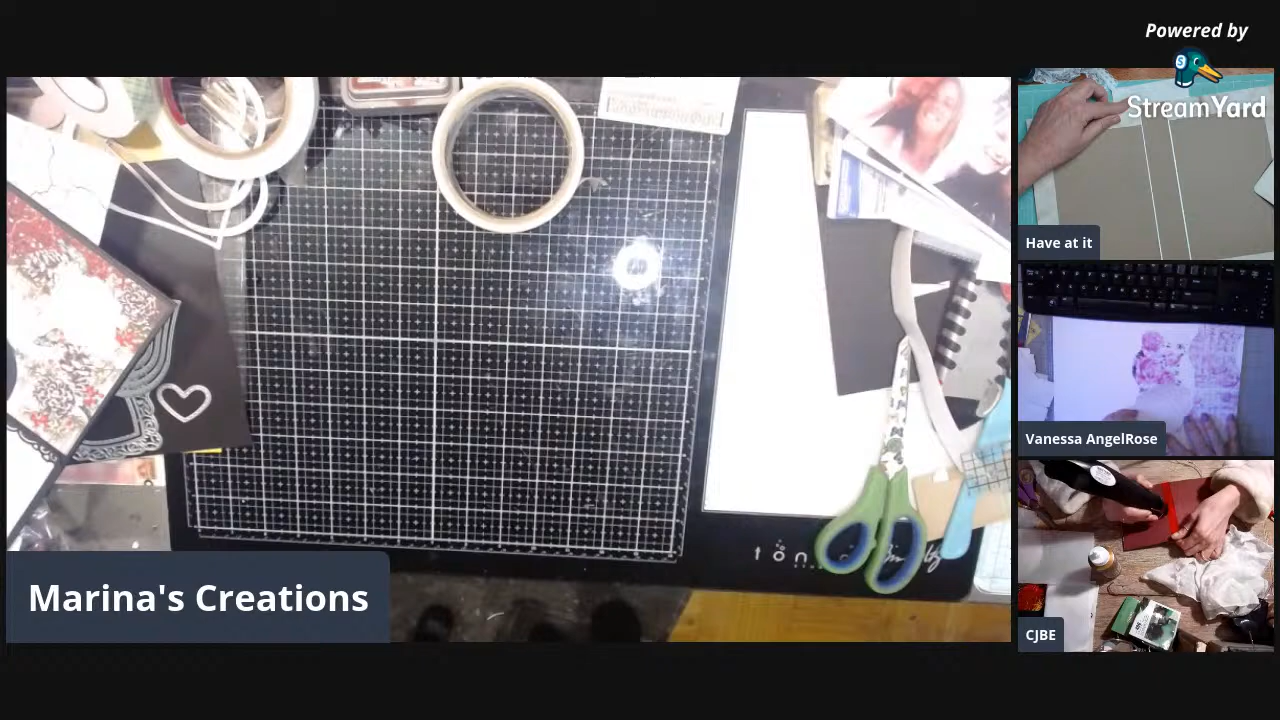 Powered by
StreamYard
Have at it
Vanessa AngelRose
Marina's Creations
CJBE